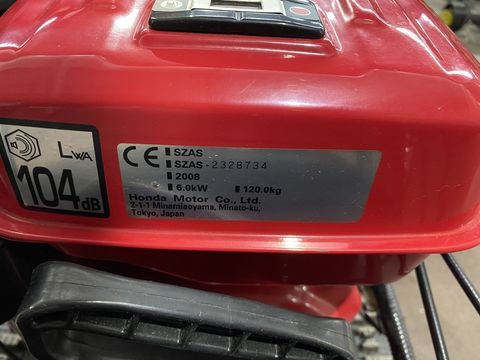 LWA
104dB
CE
SZAS
SZAS-2328734
2008
6.0kW 120.0kg
Honda Motor Co., Ltd.
2-1-1 Minamiaoyama, Minato-ku,
Tokyo, Japan